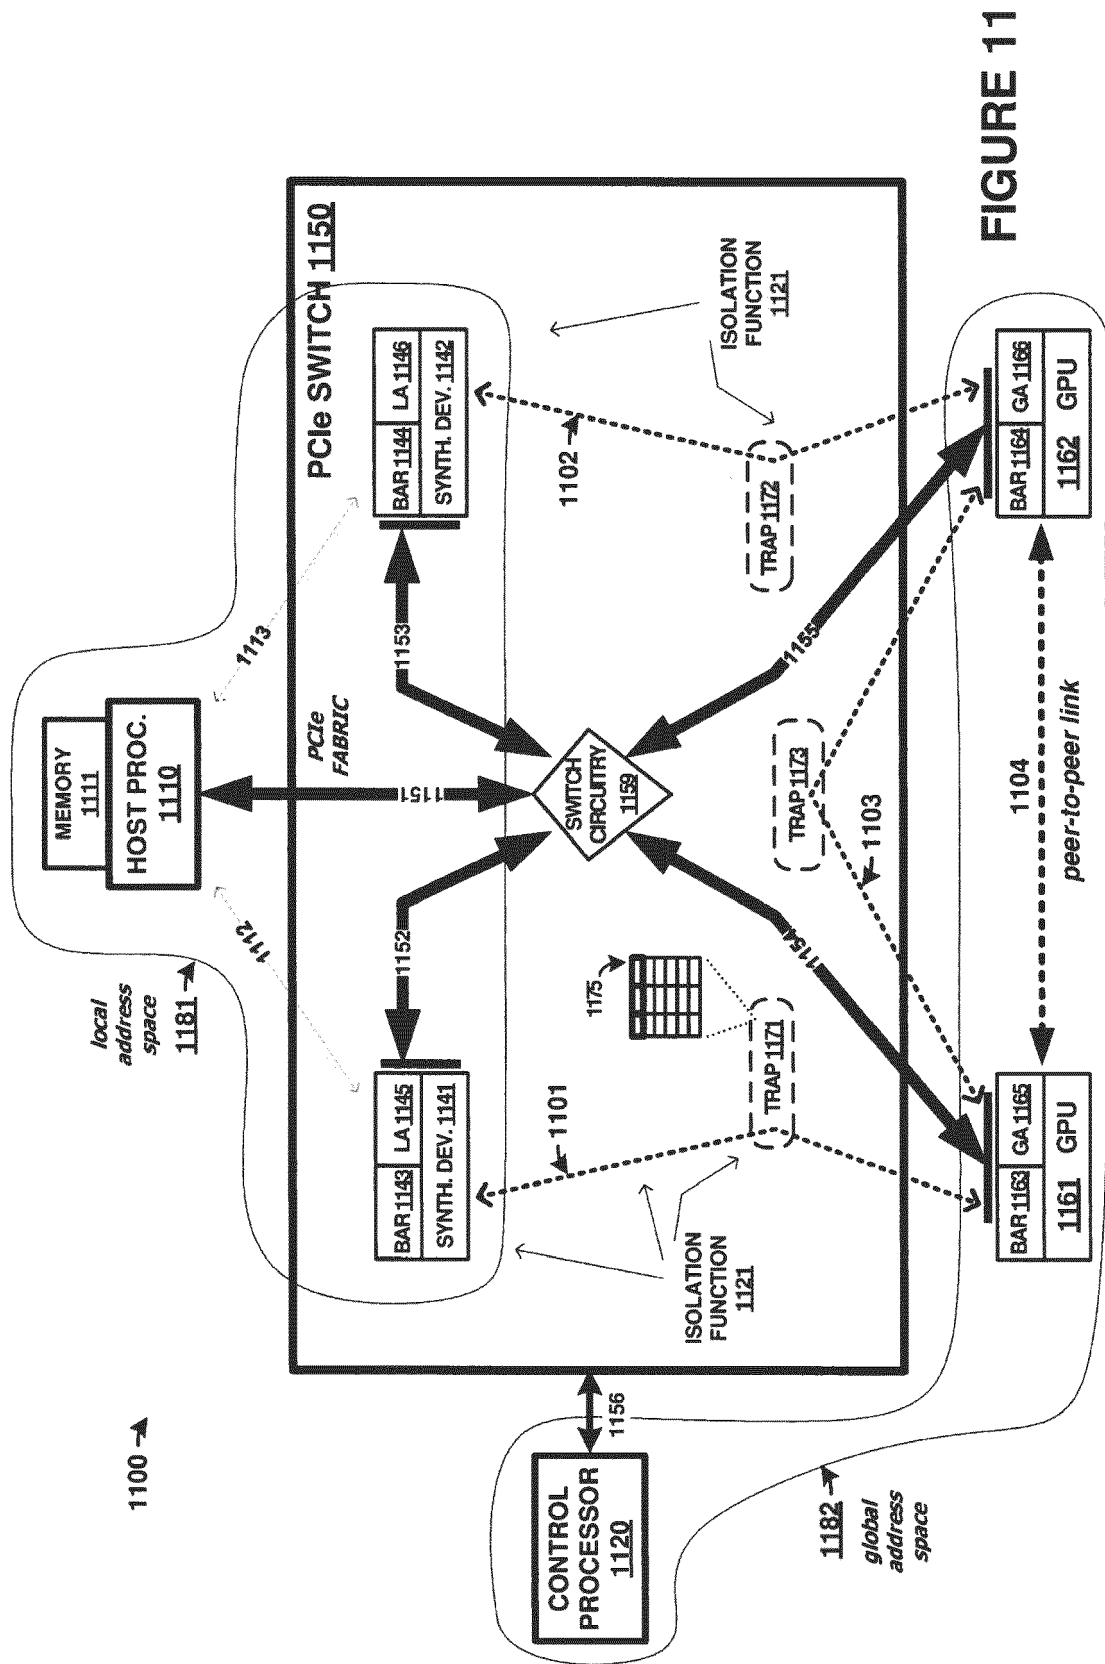 1100
MEMORY
1111
HOST PROC.
1110
local
address
space
1181
1112
1113
PCIe
FABRIC
PCIe SWITCH 1150
1151
BAR 1143
LA 1145
SYNTH. DEV. 1141
1152
1153
BAR 1144
LA 1146
SYNTH. DEV. 1142
CONTROL
PROCESSOR
1120
1156
SWITCH
CIRCUITRY
1159
1101
1175
1102
ISOLATION
FUNCTION
1121
TRAP 1171
1154
TRAP 1173
1155
TRAP 1172
ISOLATION
FUNCTION
1121
1103
1182
global
address
space
BAR 1163
GA 1165
1161
GPU
1104
peer-to-peer link
BAR 1164
GA 1166
1162
GPU
FIGURE 11